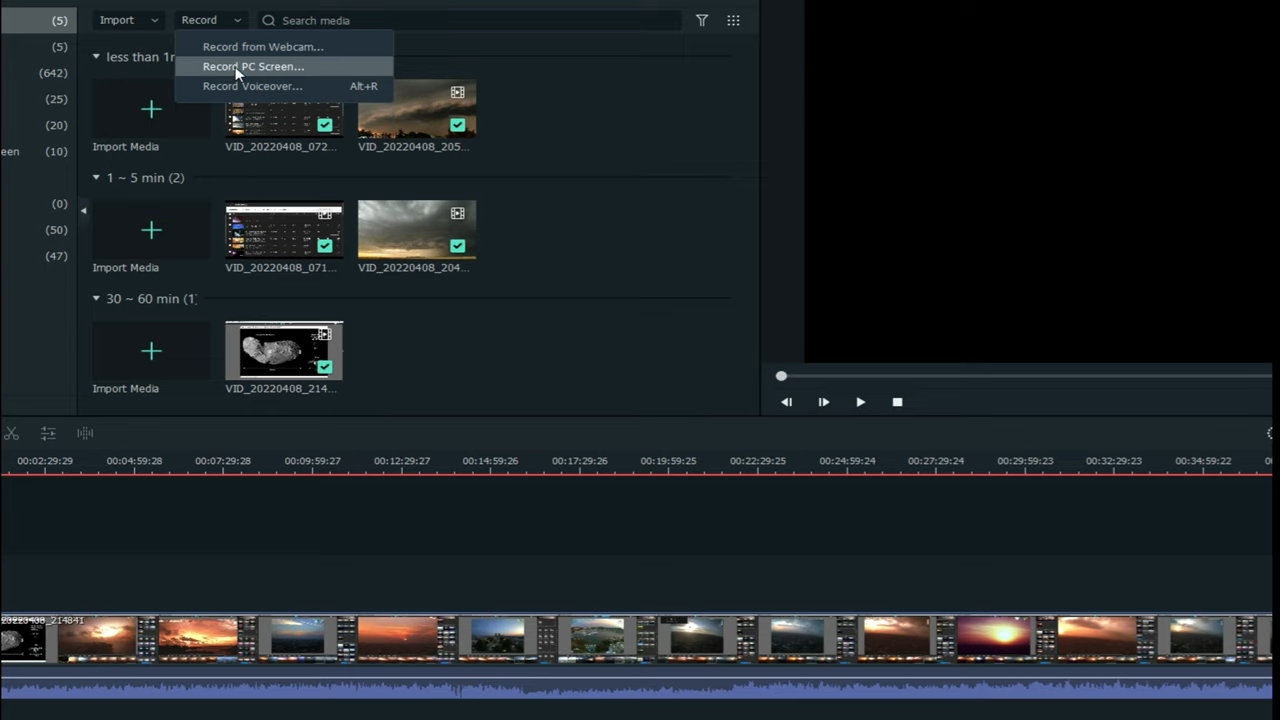 (5) Import Record Search media
(5)
(642)
(25)
(20)
een (10)
(0)
(50)
(47)
Record from Webcam...
Record PC Screen...
Record Voiceover... Alt+R
less than 1m
Import Media VID_20220408_072... VID_20220408_205...
1 ~ 5 min (2)
Import Media VID_20220408_071... VID_20220408_204...
30 ~ 60 min (1)
Import Media VID_20220408_214...
00:02:29:29 00:04:59:28 00:07:29:28 00:09:59:27 00:12:29:27 00:14:59:26 00:17:29:26 00:19:59:25 00:22:29:25 00:24:59:24 00:27:29:24 00:29:59:23 00:32:29:23 00:34:59:22 00
20220408_214841